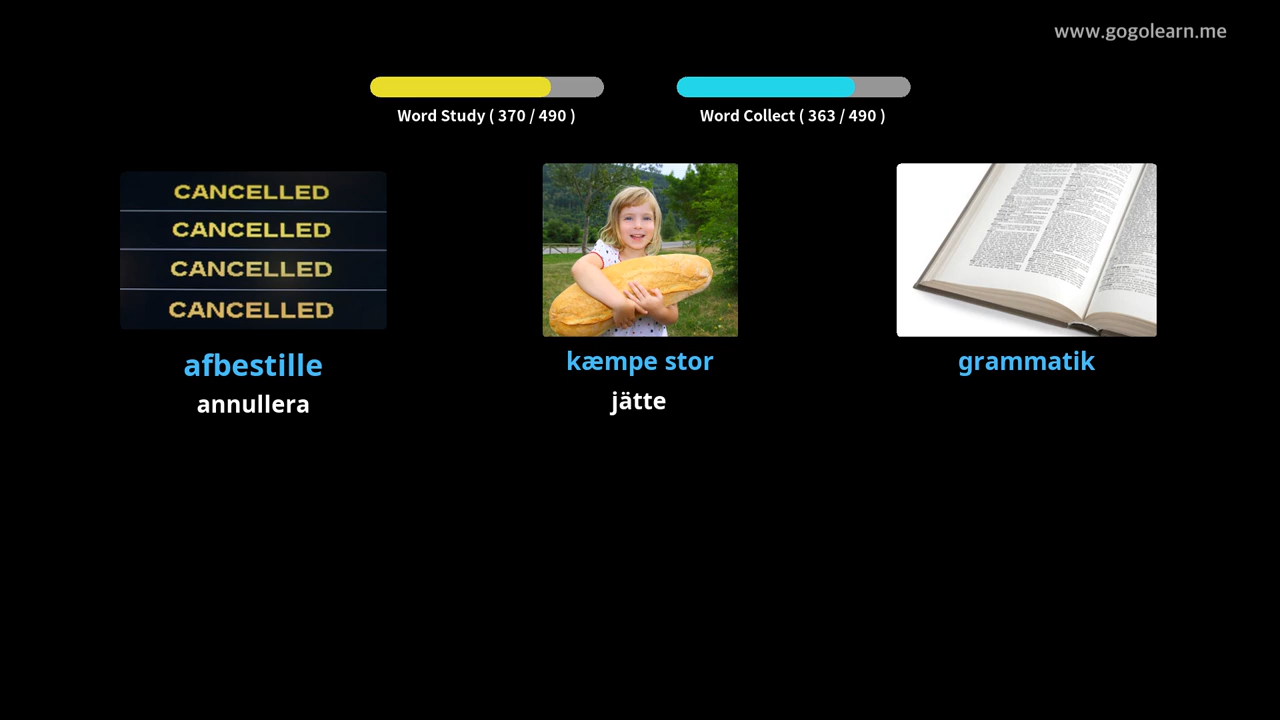 www.gogolearn.me
Word Study ( 370 / 490 )
Word Collect ( 363 / 490 )
CANCELLED
CANCELLED
CANCELLED
CANCELLED
afbestille
annullera
kæmpe stor
jätte
grammatik